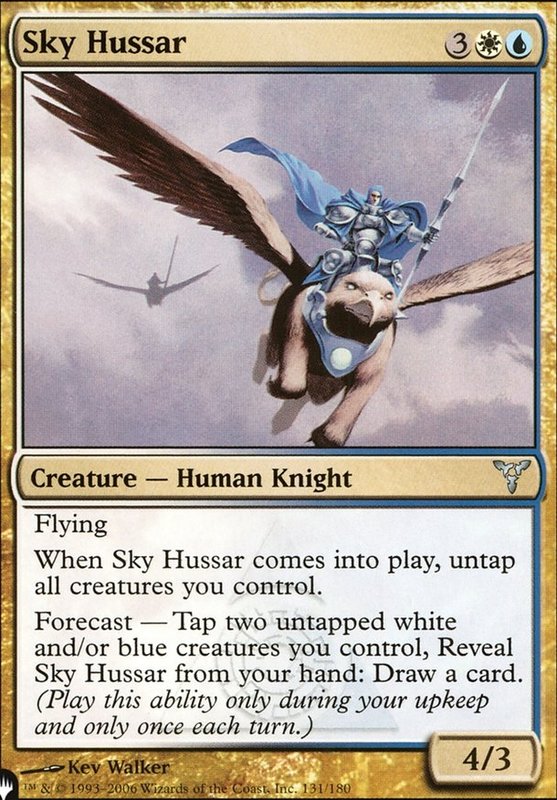 Sky Hussar 3
Creature — Human Knight
Flying
When Sky Hussar comes into play, untap
all creatures you control.
Forecast — Tap two untapped white
and/or blue creatures you control, Reveal
Sky Hussar from your hand: Draw a card.
(Play this ability only during your upkeep
and only once each turn.)
4/3
Kev Walker
™ & © 1993–2006 Wizards of the Coast, Inc. 131/180